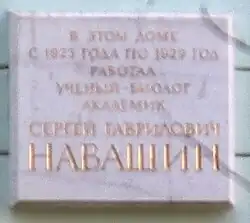 В ЭТОМ ДОМЕ
С 1923 ГОДА ПО 1929 ГОД
РАБОТАЛ
УЧЕНЫЙ-БИОЛОГ
АКАДЕМИК
СЕРГЕЙ ГАВРИЛОВИЧ
НАВАШИН